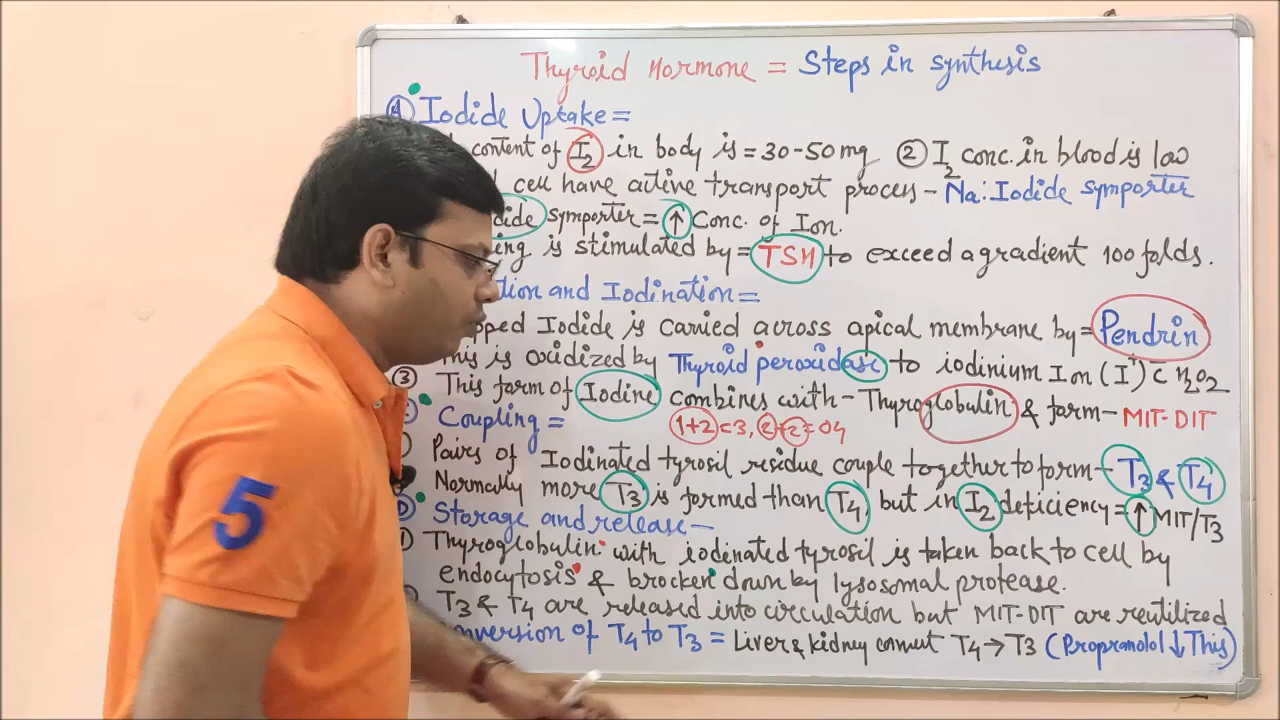 Thyroid Hormone = Steps in synthesis
A Iodide Uptake =
content of I2 in body is = 30-50 mg ② I2 conc. in blood is low
cell have active transport process - Na: Iodide symporter
symporter = ↑ Conc. of Ion.
is stimulated by = TSH to exceed a gradient 100 folds.
and Iodination =
Iodide is caried across apical membrane by = Pendrin
This is oxidized by Thyroid peroxidase to iodinium Ion (I+) C̄ H2O2
③ This form of Iodine combines with - Thyroglobulin & form - MIT-DIT
Coupling = 1+2=3, 2+2=04
Pairs of Iodinated tyrosil residue couple together to form - T3 & T4
Normally more T3 is formed than T4, but in I2 deficiency = ↑ MIT/T3
D Storage and release -
① Thyroglobulin with iodinated tyrosil is taken back to cell by
endocytosis & brocken down by lysosomal protease.
T3 & T4 are released into circulation but MIT-DIT are reutilized
of T4 to T3 = Liver & kidney convert T4 → T3 (Propranolol ↓ This)
5